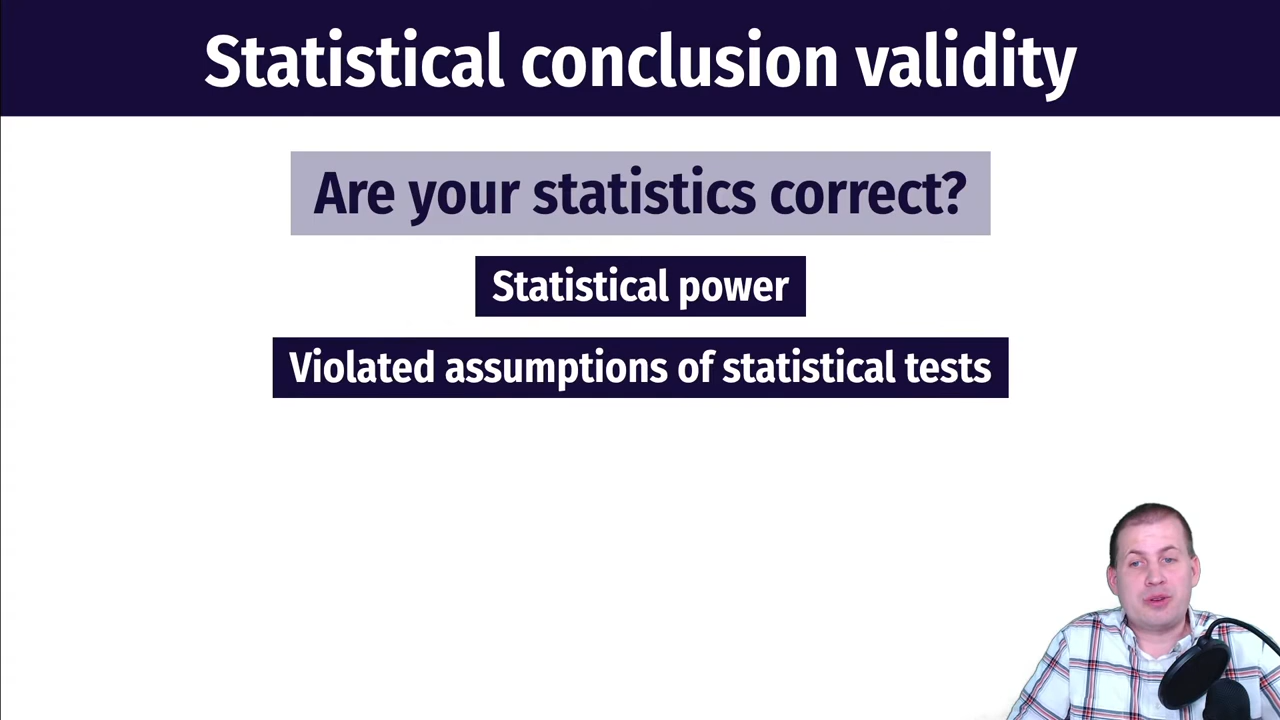 Statistical conclusion validity
Are your statistics correct?
Statistical power
Violated assumptions of statistical tests